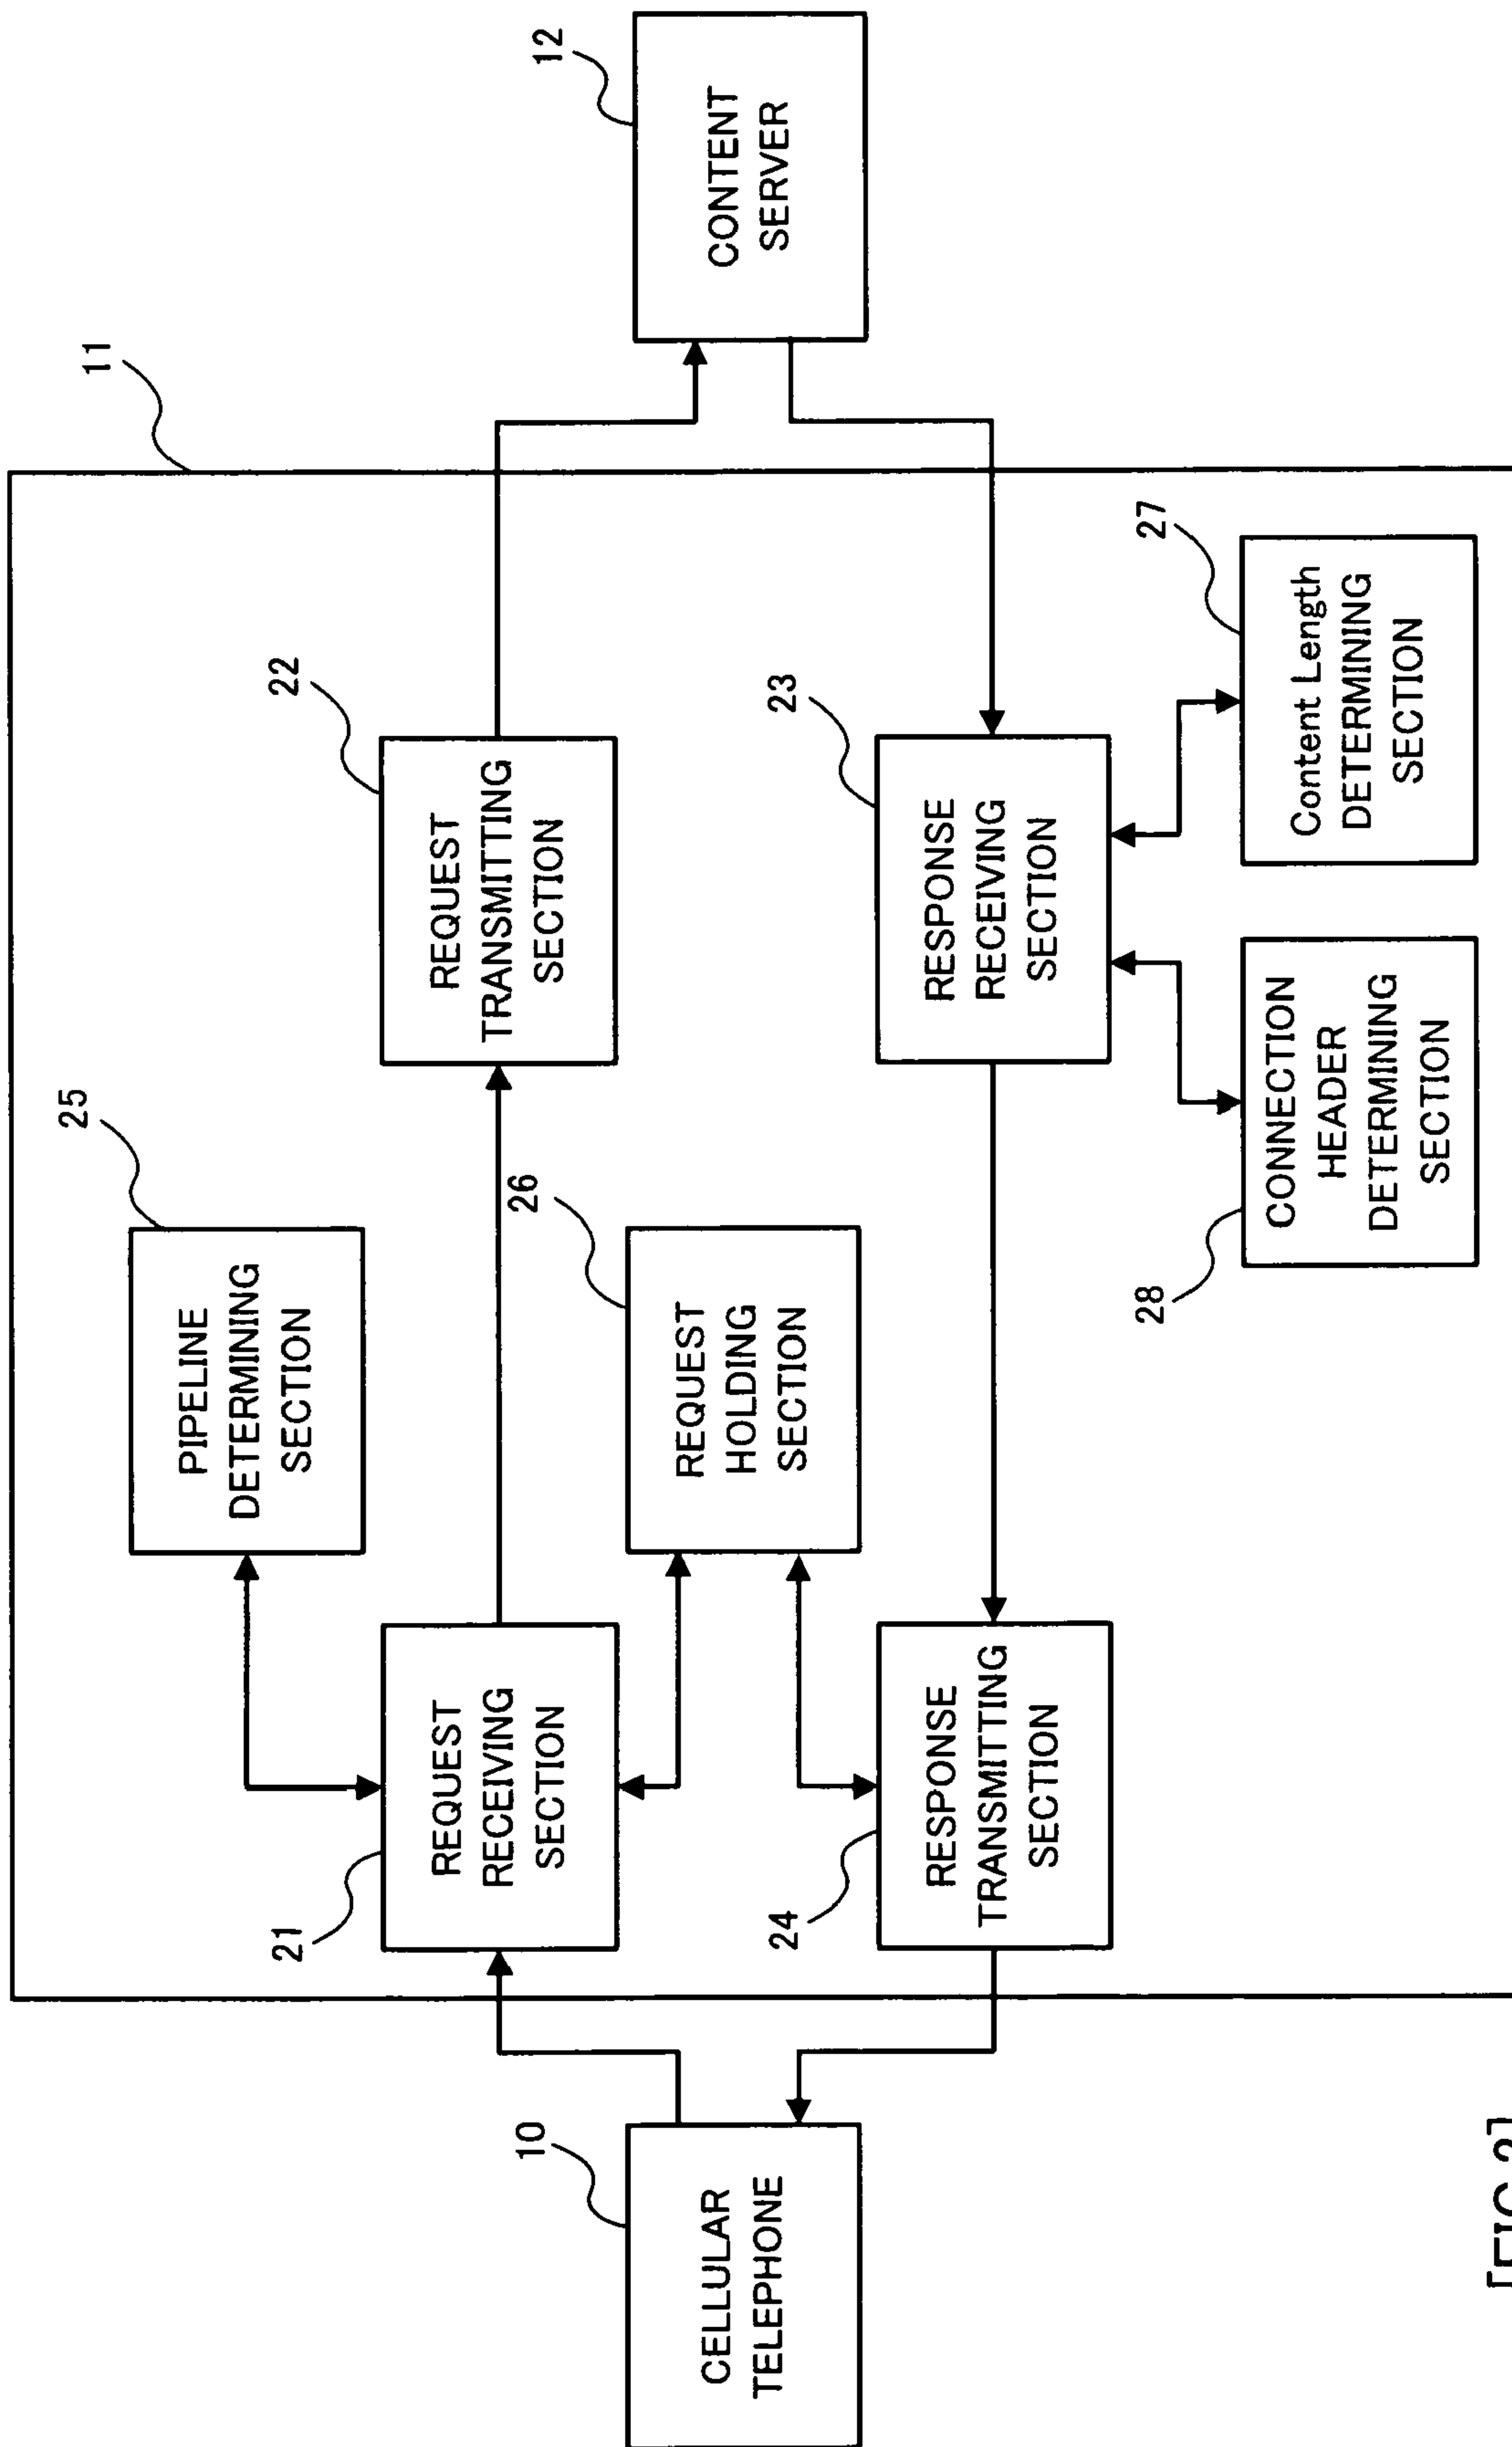 11
25
PIPELINE
DETERMINING
SECTION
21
REQUEST
RECEIVING
SECTION
22
REQUEST
TRANSMITTING
SECTION
10
CELLULAR
TELEPHONE
26
REQUEST
HOLDING
SECTION
12
CONTENT
SERVER
24
RESPONSE
TRANSMITTING
SECTION
23
RESPONSE
RECEIVING
SECTION
28
CONNECTION
HEADER
DETERMINING
SECTION
27
Content Length
DETERMINING
SECTION
[FIG.2]